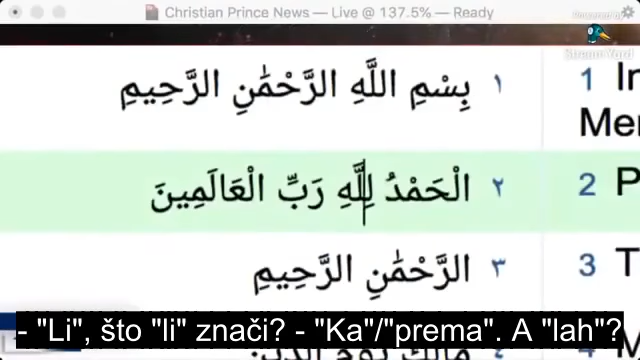 Christian Prince News — Live @ 137.5% — Ready
بِسْمِ اللَّهِ الرَّحْمَٰنِ الرَّحِيمِ ١
1 In
Mer
الْحَمْدُ لِلَّهِ رَبِّ الْعَالَمِينَ ٢
2 P
الرَّحْمَٰنِ الرَّحِيمِ ٣
3 T
- "Li", što "li" znači? - "Ka"/"prema". A "lah"?